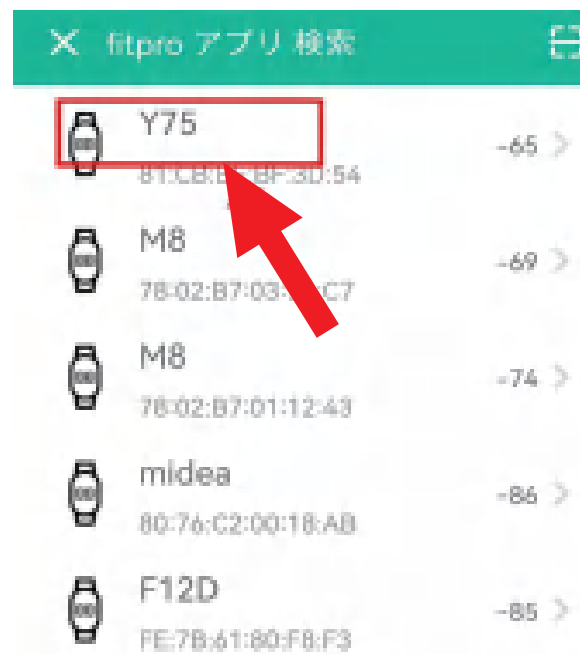 × fitpro アプリ 検索
Y75
-65
M8
-69
M8
78:02:B7:01:12:43
-74
midea
80:76:C2:00:18:AB
-86
F12D
FE:7B:61:80:F8:F3
-85